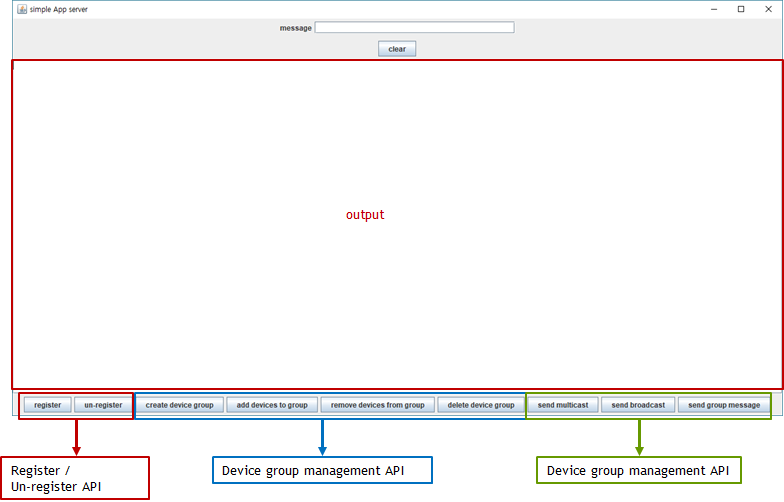 simple App server
message
clear
output
register un-register create device group add devices to group remove devices from group delete device group send multicast send broadcast send group message
Register / 
Un-register API
Device group management API
Device group management API